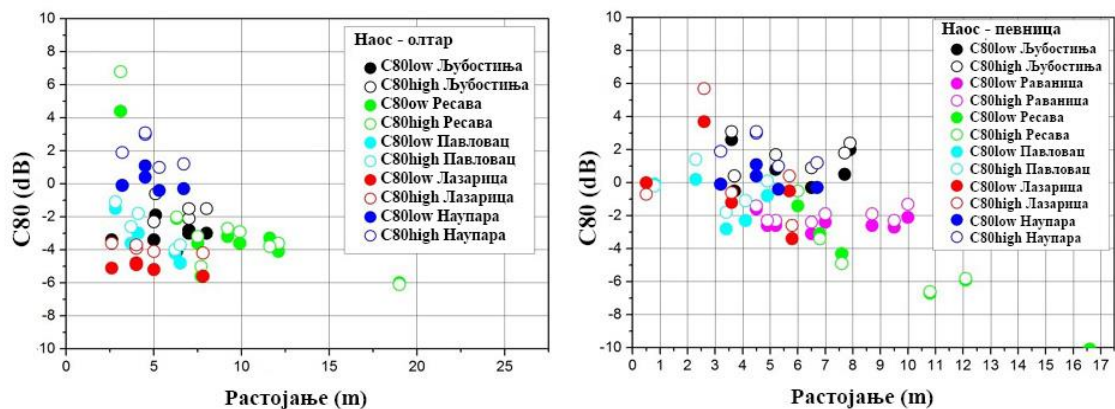 10
8
6
4
2
0
-2
-4
-6
-8
-10
C80 (dB)
0
5
10
15
20
25
Растојање (m)
Наос - олтар
C80low Љубостиња
C80high Љубостиња
C80ow Ресава
C80high Ресава
C80low Павловац
C80high Павловац
C80low Лазарица
C80high Лазарица
C80low Наупара
C80high Наупара
10
8
6
4
2
0
-2
-4
-6
-8
-10
C80 (dB)
0 1 2 3 4 5 6 7 8 9 10 11 12 13 14 15 16 17
Растојање (m)
Наос - певница
C80low Љубостиња
C80high Љубостиња
C80low Раваница
C80high Раваница
C80low Ресава
C80high Ресава
C80low Павловац
C80high Павловац
C80low Лазарица
C80high Лазарица
C80low Наупара
C80high Наупара